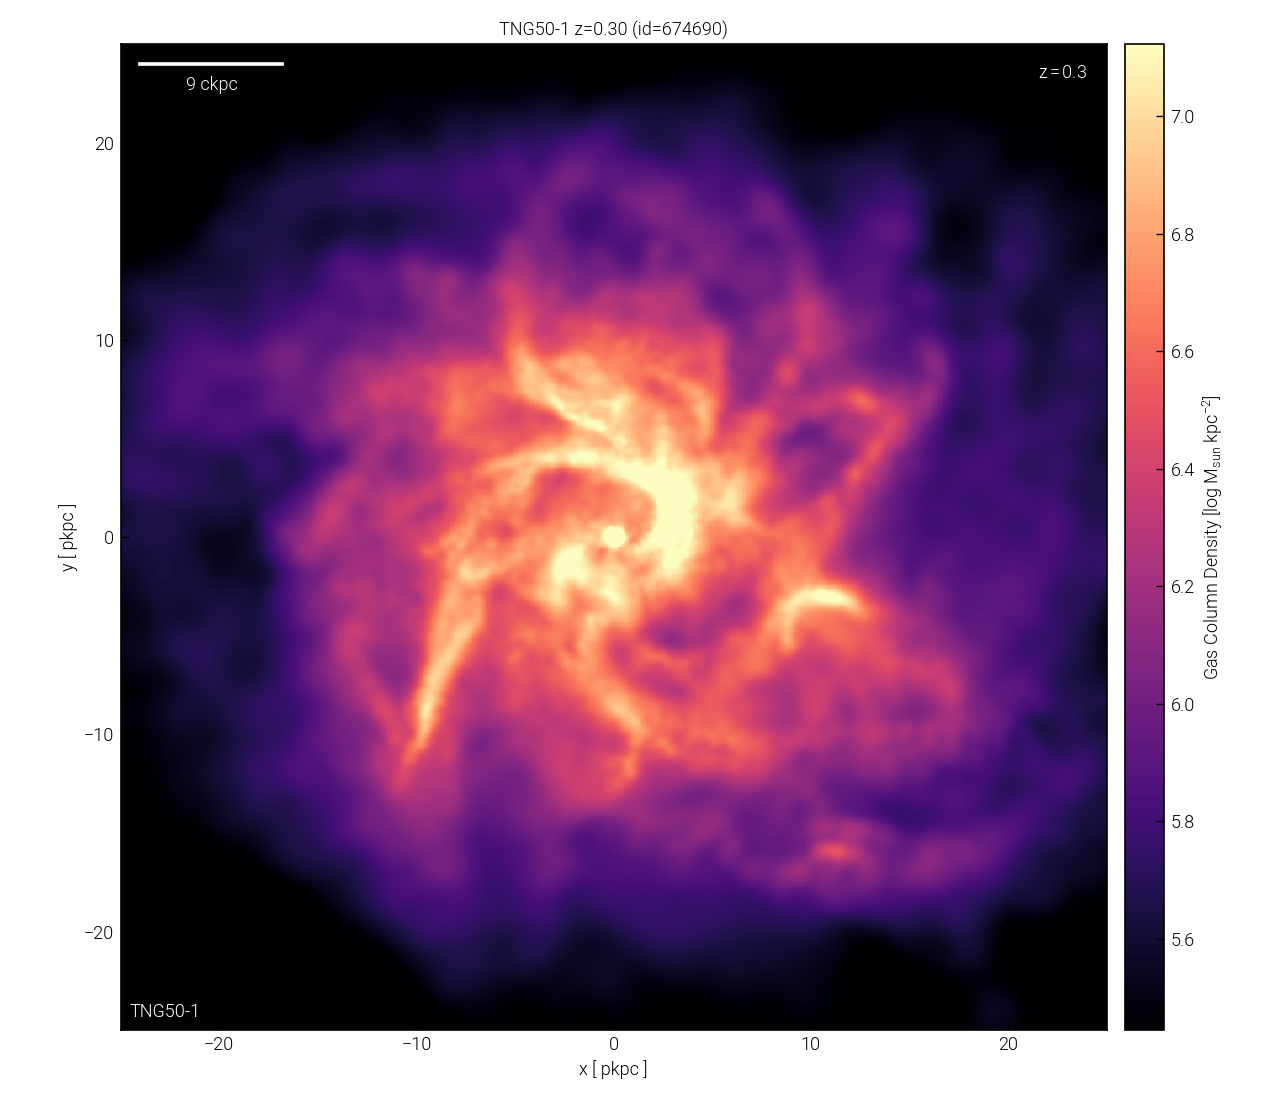 TNG50-1 z=0.30 (id=674690)
9 ckpc
z=0.3
20
10
0
−10
−20
y [ pkpc ]
TNG50-1
−20
−10
0
10
20
x [ pkpc ]
7.0
6.8
6.6
6.4
6.2
6.0
5.8
5.6
Gas Column Density [log M_sun kpc⁻²]